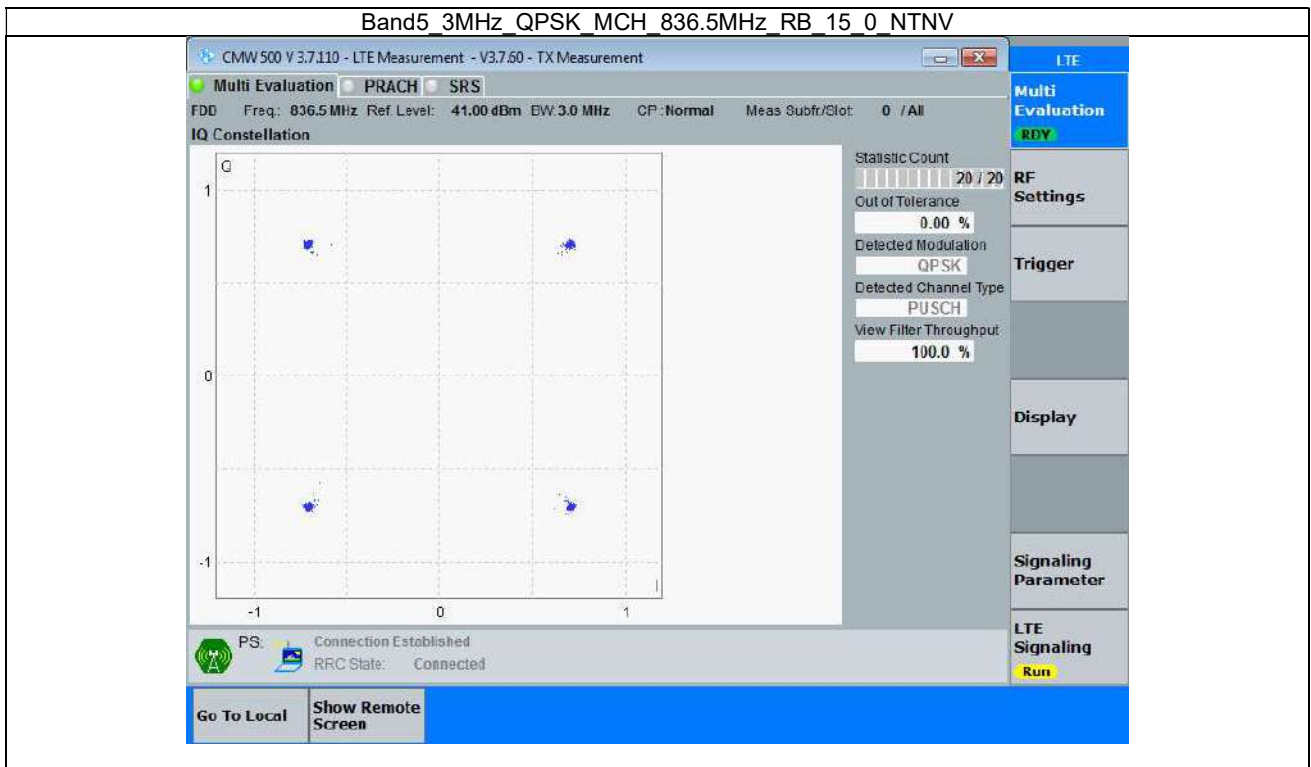 Band5_3MHz_QPSK_MCH_836.5MHz_RB_15_0_NTNV
CMW 500 V 3.7.110 - LTE Measurement - V3.7.60 - TX Measurement
LTE
Multi Evaluation PRACH SRS
Multi
Evaluation
RDY
FDD Freq.: 836.5 MHz Ref. Level: 41.00 dBm BW: 3.0 MHz CP: Normal Meas Subfr/Slot: 0 / All
IQ Constellation
Q
1
0
-1
-1 0 1
I
Statistic Count
20 / 20
Out of Tolerance
0.00 %
Detected Modulation
QPSK
Detected Channel Type
PUSCH
View Filter Throughput
100.0 %
RF
Settings
Trigger
Display
Signaling
Parameter
LTE
Signaling
Run
PS: Connection Established
RRC State: Connected
Go To Local
Show Remote
Screen